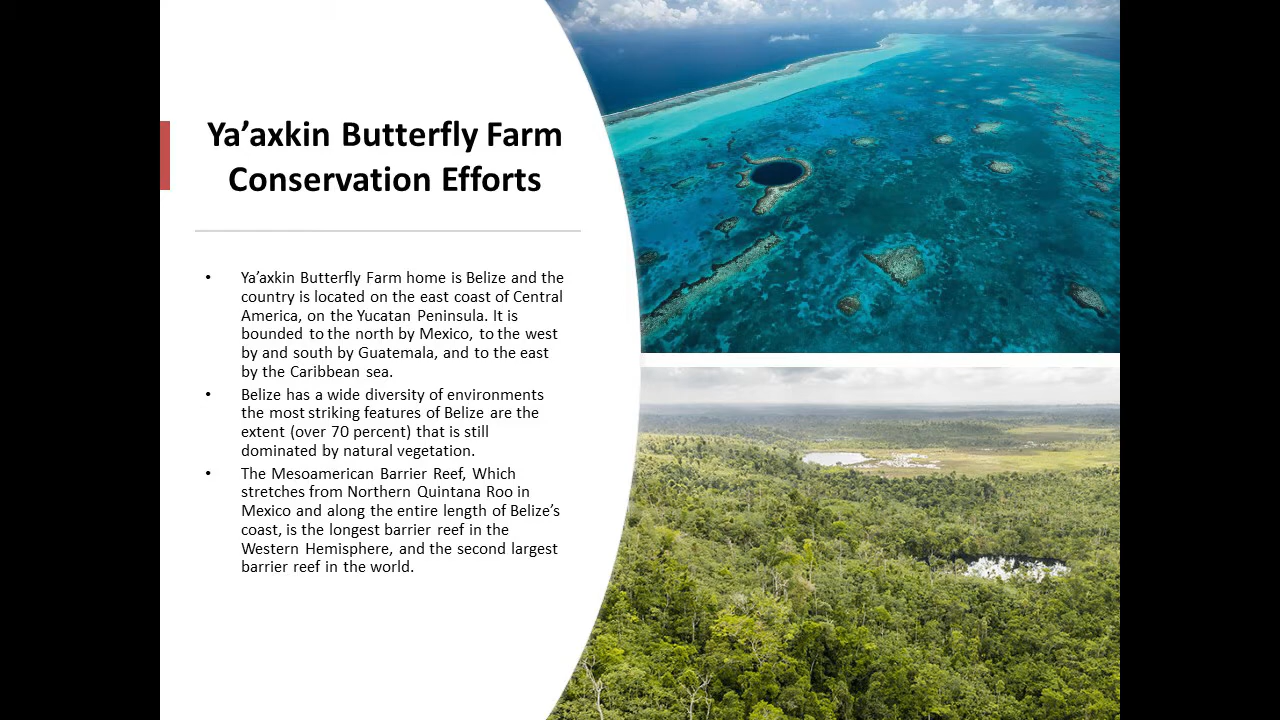 Ya’axkin Butterfly Farm
Conservation Efforts
• Ya’axkin Butterfly Farm home is Belize and the
country is located on the east coast of Central
America, on the Yucatan Peninsula. It is
bounded to the north by Mexico, to the west
by and south by Guatemala, and to the east
by the Caribbean sea.
• Belize has a wide diversity of environments
the most striking features of Belize are the
extent (over 70 percent) that is still
dominated by natural vegetation.
• The Mesoamerican Barrier Reef, Which
stretches from Northern Quintana Roo in
Mexico and along the entire length of Belize’s
coast, is the longest barrier reef in the
Western Hemisphere, and the second largest
barrier reef in the world.